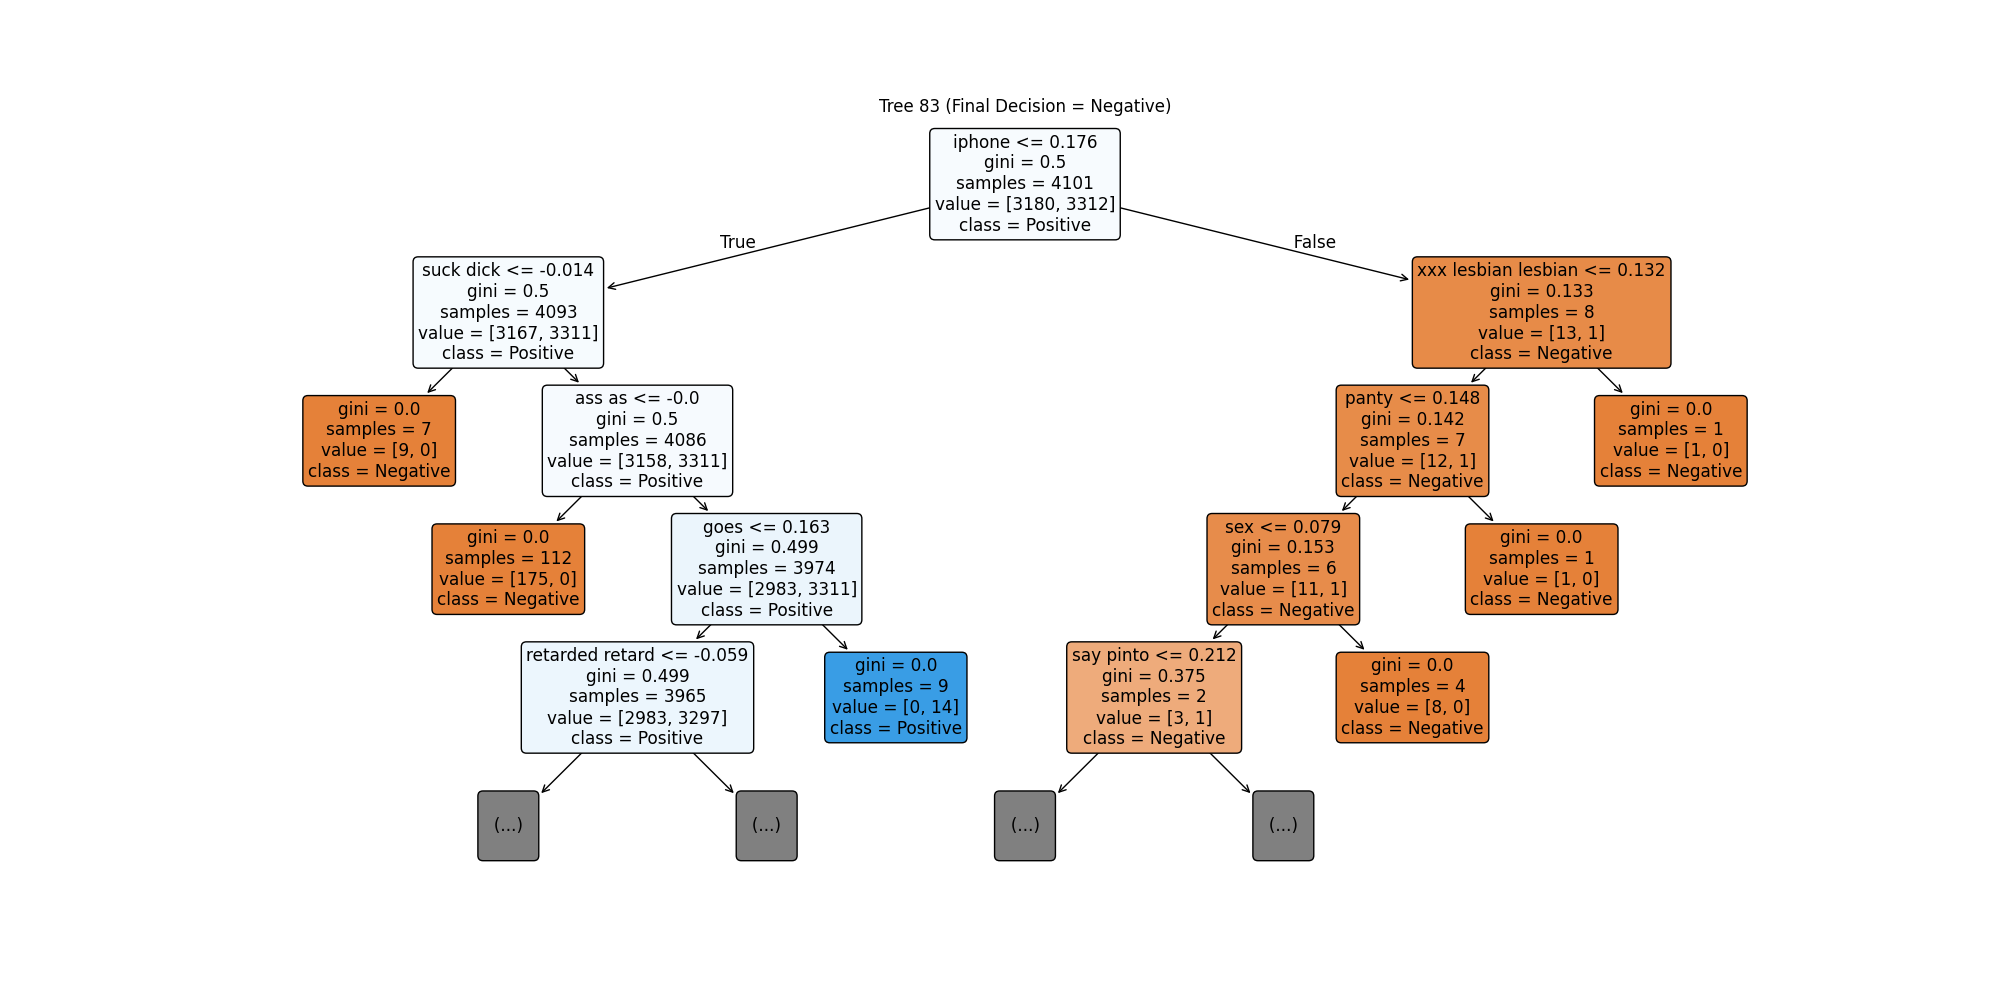 Tree 83 (Final Decision = Negative)
iphone <= 0.176
gini = 0.5
samples = 4101
value = [3180, 3312]
class = Positive
True
False
suck dick <= -0.014
gini = 0.5
samples = 4093
value = [3167, 3311]
class = Positive
xxx lesbian lesbian <= 0.132
gini = 0.133
samples = 8
value = [13, 1]
class = Negative
gini = 0.0
samples = 7
value = [9, 0]
class = Negative
ass as <= -0.0
gini = 0.5
samples = 4086
value = [3158, 3311]
class = Positive
panty <= 0.148
gini = 0.142
samples = 7
value = [12, 1]
class = Negative
gini = 0.0
samples = 1
value = [1, 0]
class = Negative
gini = 0.0
samples = 112
value = [175, 0]
class = Negative
goes <= 0.163
gini = 0.499
samples = 3974
value = [2983, 3311]
class = Positive
sex <= 0.079
gini = 0.153
samples = 6
value = [11, 1]
class = Negative
gini = 0.0
samples = 1
value = [1, 0]
class = Negative
retarded retard <= -0.059
gini = 0.499
samples = 3965
value = [2983, 3297]
class = Positive
gini = 0.0
samples = 9
value = [0, 14]
class = Positive
say pinto <= 0.212
gini = 0.375
samples = 2
value = [3, 1]
class = Negative
gini = 0.0
samples = 4
value = [8, 0]
class = Negative
(...)
(...)
(...)
(...)